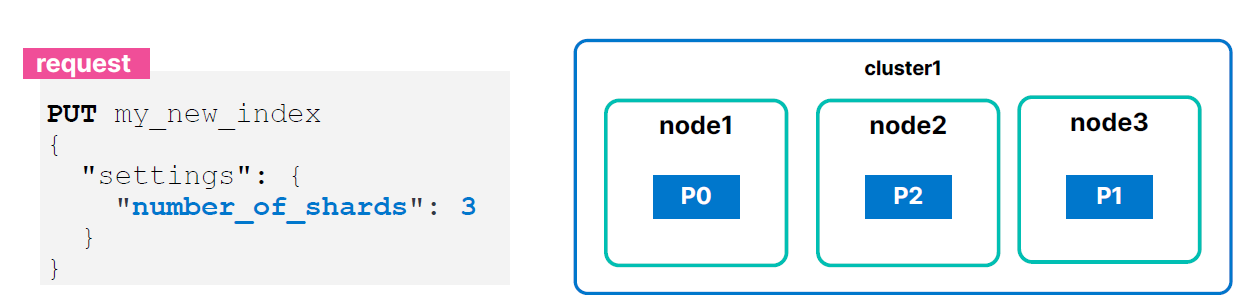 request
PUT my_new_index
{
  "settings": {
    "number_of_shards": 3
  }
}
cluster1
node1
node2
node3
P0
P2
P1